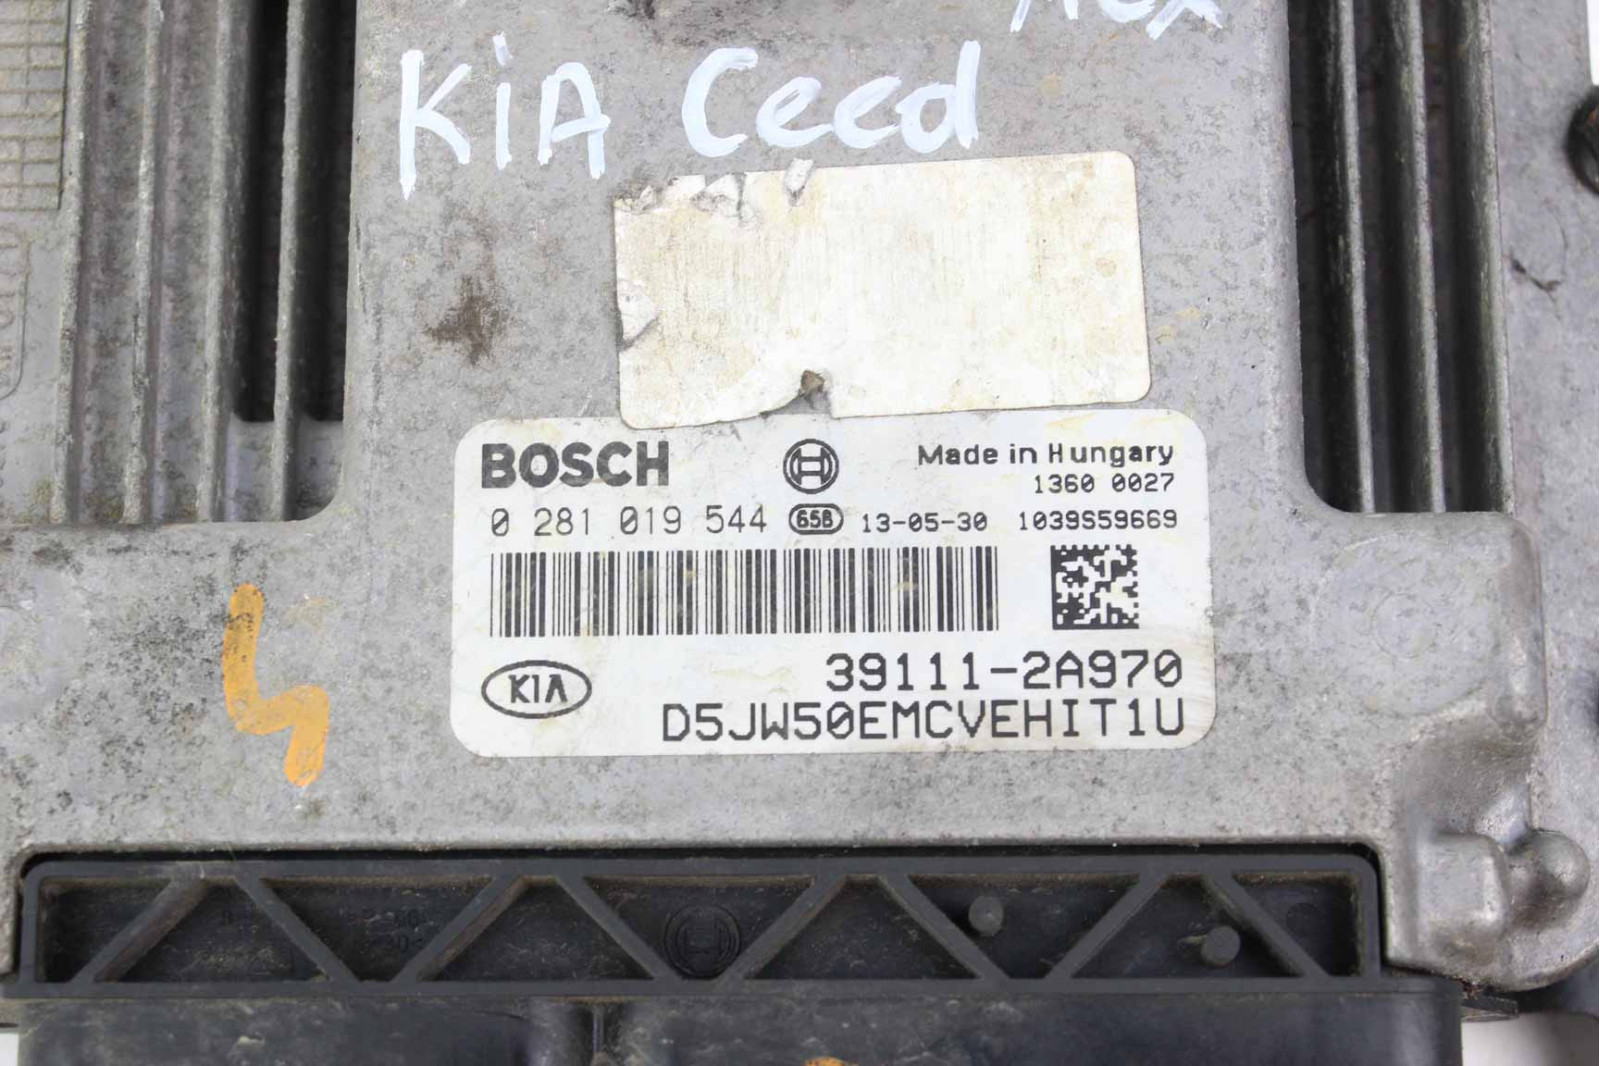 KiA Ceed
BOSCH
Made in Hungary
1360 0027
0 281 019 544 65B 13-05-30 1039S59669
KIA
39111-2A970
D5JW50EMCVEHIT1U